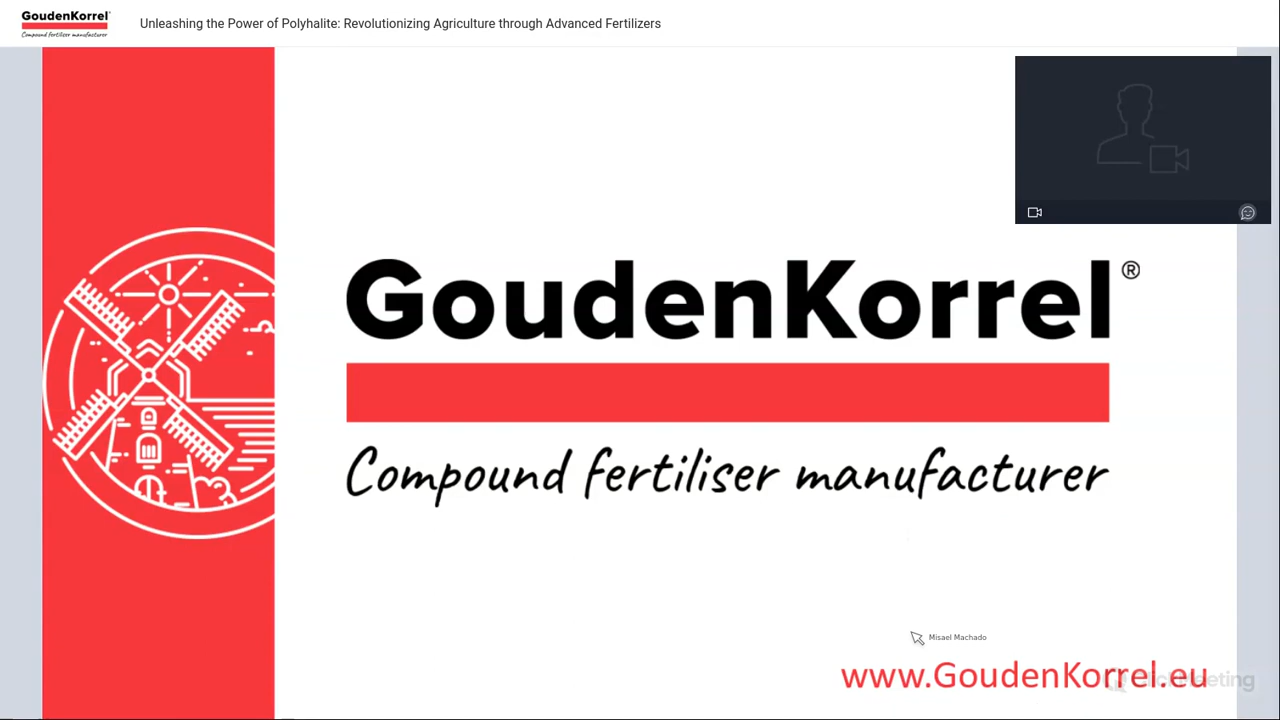 GoudenKorrel®
Compound fertiliser manufacturer
Unleashing the Power of Polyhalite: Revolutionizing Agriculture through Advanced Fertilizers
GoudenKorrel®
Compound fertiliser manufacturer
Misael Machado
www.GoudenKorrel.eu
ClickMeeting